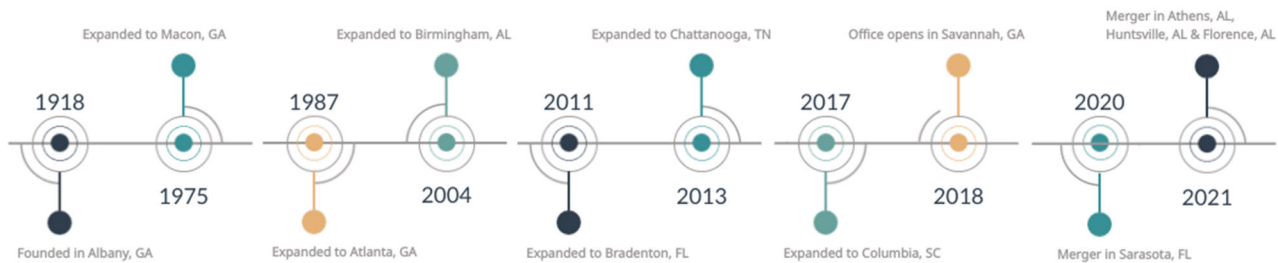 1918
Founded in Albany, GA
Expanded to Macon, GA
1975
1987
Expanded to Atlanta, GA
Expanded to Birmingham, AL
2004
2011
Expanded to Bradenton, FL
Expanded to Chattanooga, TN
2013
2017
Expanded to Columbia, SC
Office opens in Savannah, GA
2018
2020
Merger in Sarasota, FL
Merger in Athens, AL,
Huntsville, AL & Florence, AL
2021